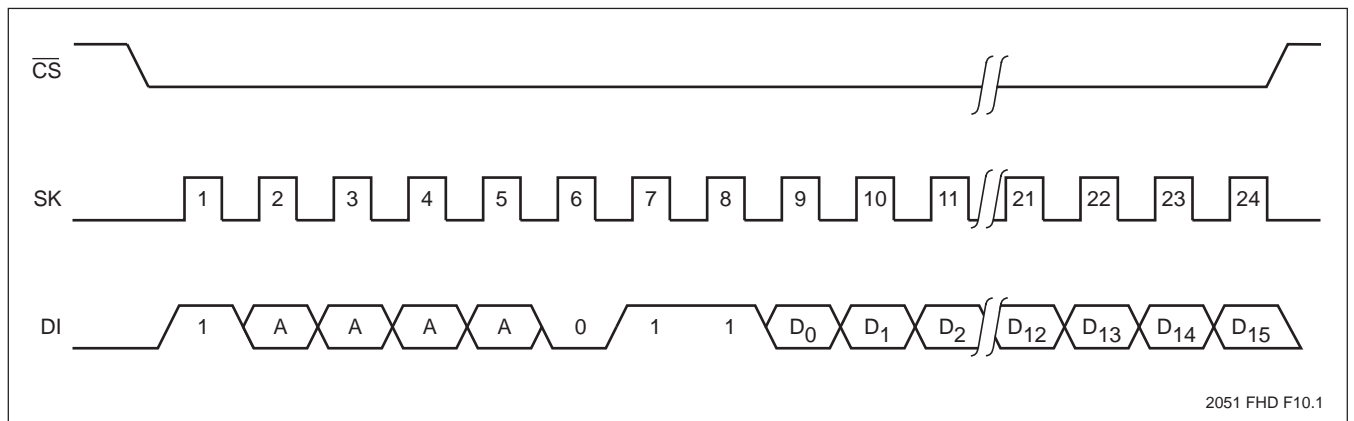 C̅S̅
SK 1 2 3 4 5 6 7 8 9 10 11 21 22 23 24
DI 1 A A A A 0 1 1 D0 D1 D2 D12 D13 D14 D15
2051 FHD F10.1